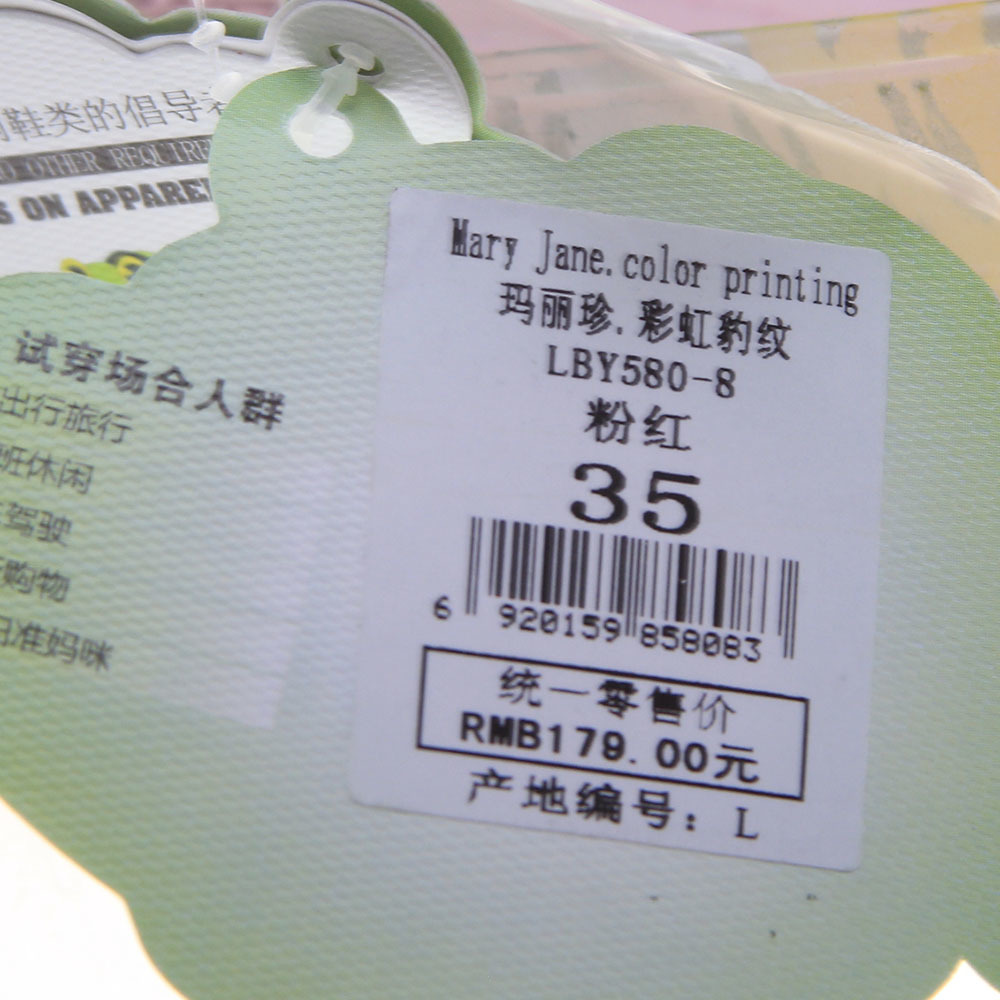 鞋类的倡导
OTHER REQUIRE
ON APPAREL
试穿场合人群
出行旅行
班休闲
驾驶
购物
准妈咪
Mary Jane.color printing
玛丽珍.彩虹豹纹
LBY580-8
粉红
35
6 920159 858083
统一零售价
RMB179.00元
产地编号：L